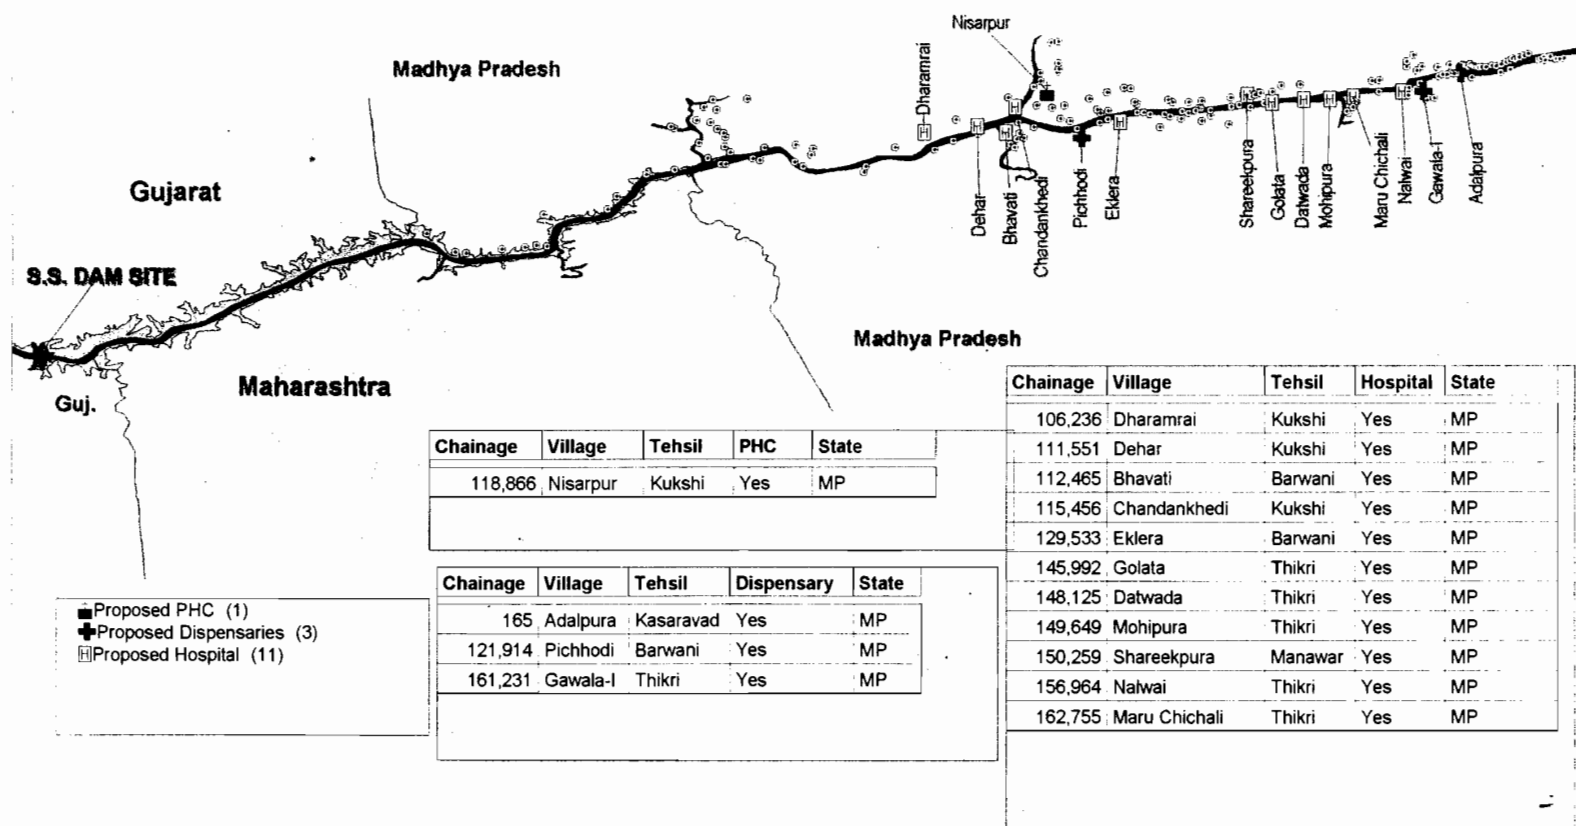 Nisarpur
Madhya Pradesh
Dharamrai
Gujarat
Dehar
Bhavati
Chandankhedi
Pichhodi
Eklera
Shareekpura
Golata
Datwada
Mohipura
Maru Chichali
Nalwai
Gawala-I
Adalpura
S.S. DAM SITE
Madhya Pradesh
Maharashtra
Guj.
Chainage Village Tehsil PHC State
118,866 Nisarpur Kukshi Yes MP
Chainage Village Tehsil Dispensary State
165 Adalpura Kasaravad Yes MP
121,914 Pichhodi Barwani Yes MP
161,231 Gawala-I Thikri Yes MP
Chainage Village Tehsil Hospital State
106,236 Dharamrai Kukshi Yes MP
111,551 Dehar Kukshi Yes MP
112,465 Bhavati Barwani Yes MP
115,456 Chandankhedi Kukshi Yes MP
129,533 Eklera Barwani Yes MP
145,992 Golata Thikri Yes MP
148,125 Datwada Thikri Yes MP
149,649 Mohipura Thikri Yes MP
150,259 Shareekpura Manawar Yes MP
156,964 Nalwai Thikri Yes MP
162,755 Maru Chichali Thikri Yes MP
Proposed PHC (1)
Proposed Dispensaries (3)
H Proposed Hospital (11)